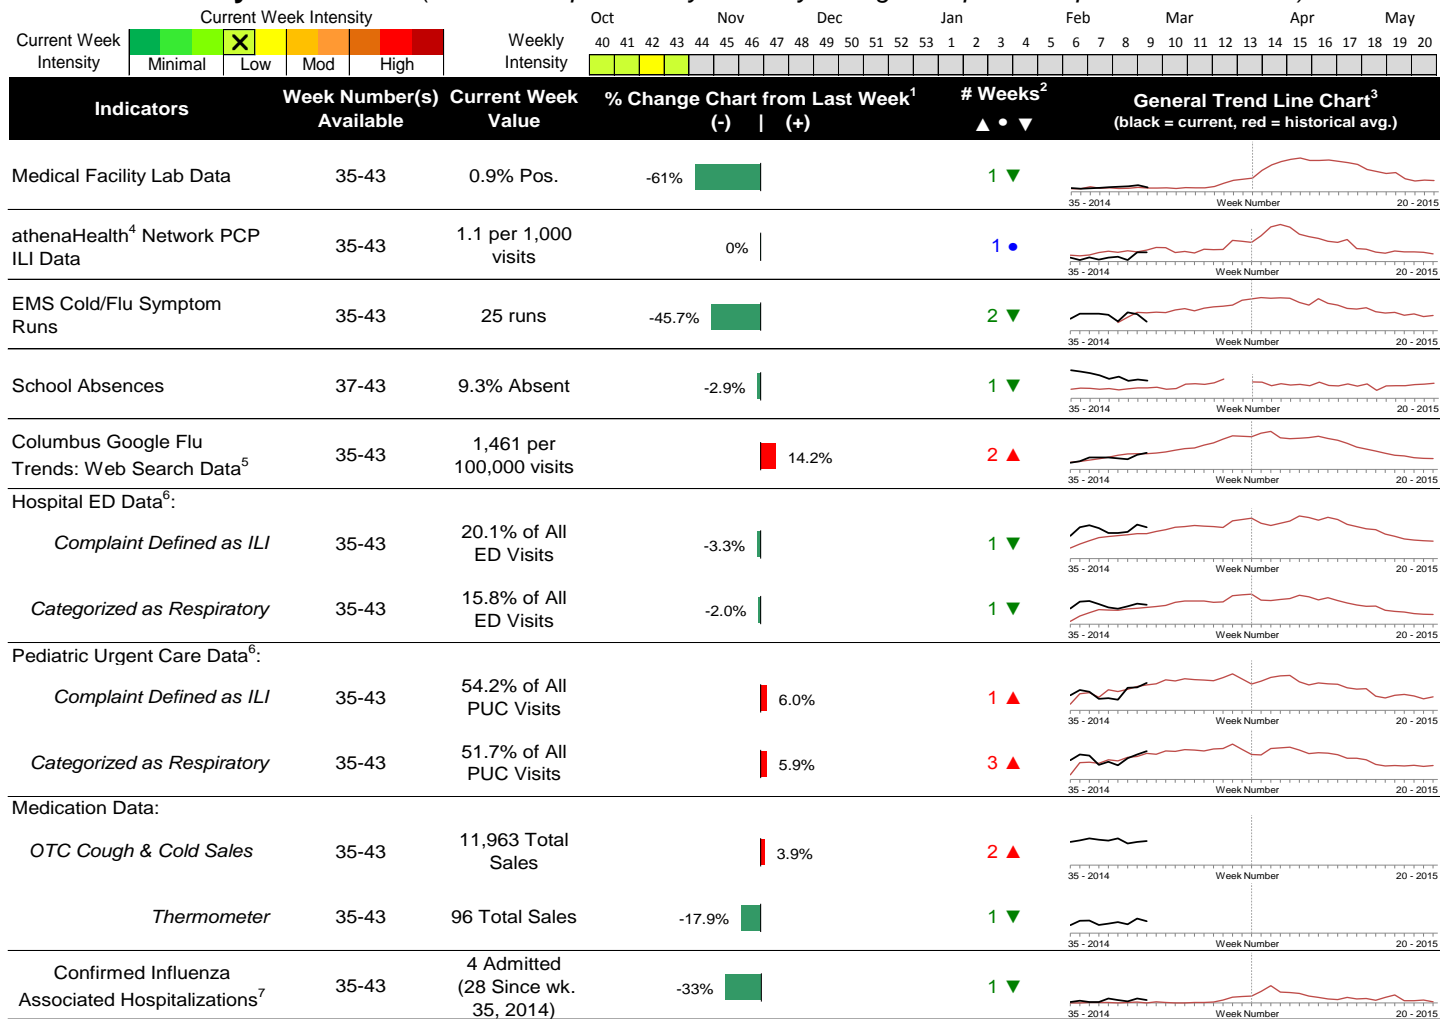 Current Week Intensity
Oct Nov Dec Jan Feb Mar Apr May
Current Week Intensity
Minimal Low Mod High
Weekly Intensity
40 41 42 43 44 45 46 47 48 49 50 51 52 53 1 2 3 4 5 6 7 8 9 10 11 12 13 14 15 16 17 18 19 20
Indicators
Week Number(s) Available
Current Week Value
% Change Chart from Last Week1
(-) | (+)
# Weeks2
▲ ● ▼
General Trend Line Chart3
(black = current, red = historical avg.)
Medical Facility Lab Data 35-43 0.9% Pos. -61% 1 ▼
35 - 2014 Week Number 20 - 2015
athenaHealth4 Network PCP
ILI Data
35-43
1.1 per 1,000
visits
0% 1 ●
35 - 2014 Week Number 20 - 2015
EMS Cold/Flu Symptom
Runs
35-43 25 runs -45.7% 2 ▼
35 - 2014 Week Number 20 - 2015
School Absences 37-43 9.3% Absent -2.9% 1 ▼
35 - 2014 Week Number 20 - 2015
Columbus Google Flu
Trends: Web Search Data5
35-43
1,461 per
100,000 visits
14.2% 2 ▲
35 - 2014 Week Number 20 - 2015
Hospital ED Data6:
Complaint Defined as ILI 35-43
20.1% of All
ED Visits
-3.3% 1 ▼
35 - 2014 Week Number 20 - 2015
Categorized as Respiratory 35-43
15.8% of All
ED Visits
-2.0% 1 ▼
35 - 2014 Week Number 20 - 2015
Pediatric Urgent Care Data6:
Complaint Defined as ILI 35-43
54.2% of All
PUC Visits
6.0% 1 ▲
35 - 2014 Week Number 20 - 2015
Categorized as Respiratory 35-43
51.7% of All
PUC Visits
5.9% 3 ▲
35 - 2014 Week Number 20 - 2015
Medication Data:
OTC Cough & Cold Sales 35-43
11,963 Total
Sales
3.9% 2 ▲
35 - 2014 Week Number 20 - 2015
Thermometer 35-43 96 Total Sales -17.9% 1 ▼
35 - 2014 Week Number 20 - 2015
Confirmed Influenza
Associated Hospitalizations7
35-43
4 Admitted
(28 Since wk.
35, 2014)
-33% 1 ▼
35 - 2014 Week Number 20 - 2015